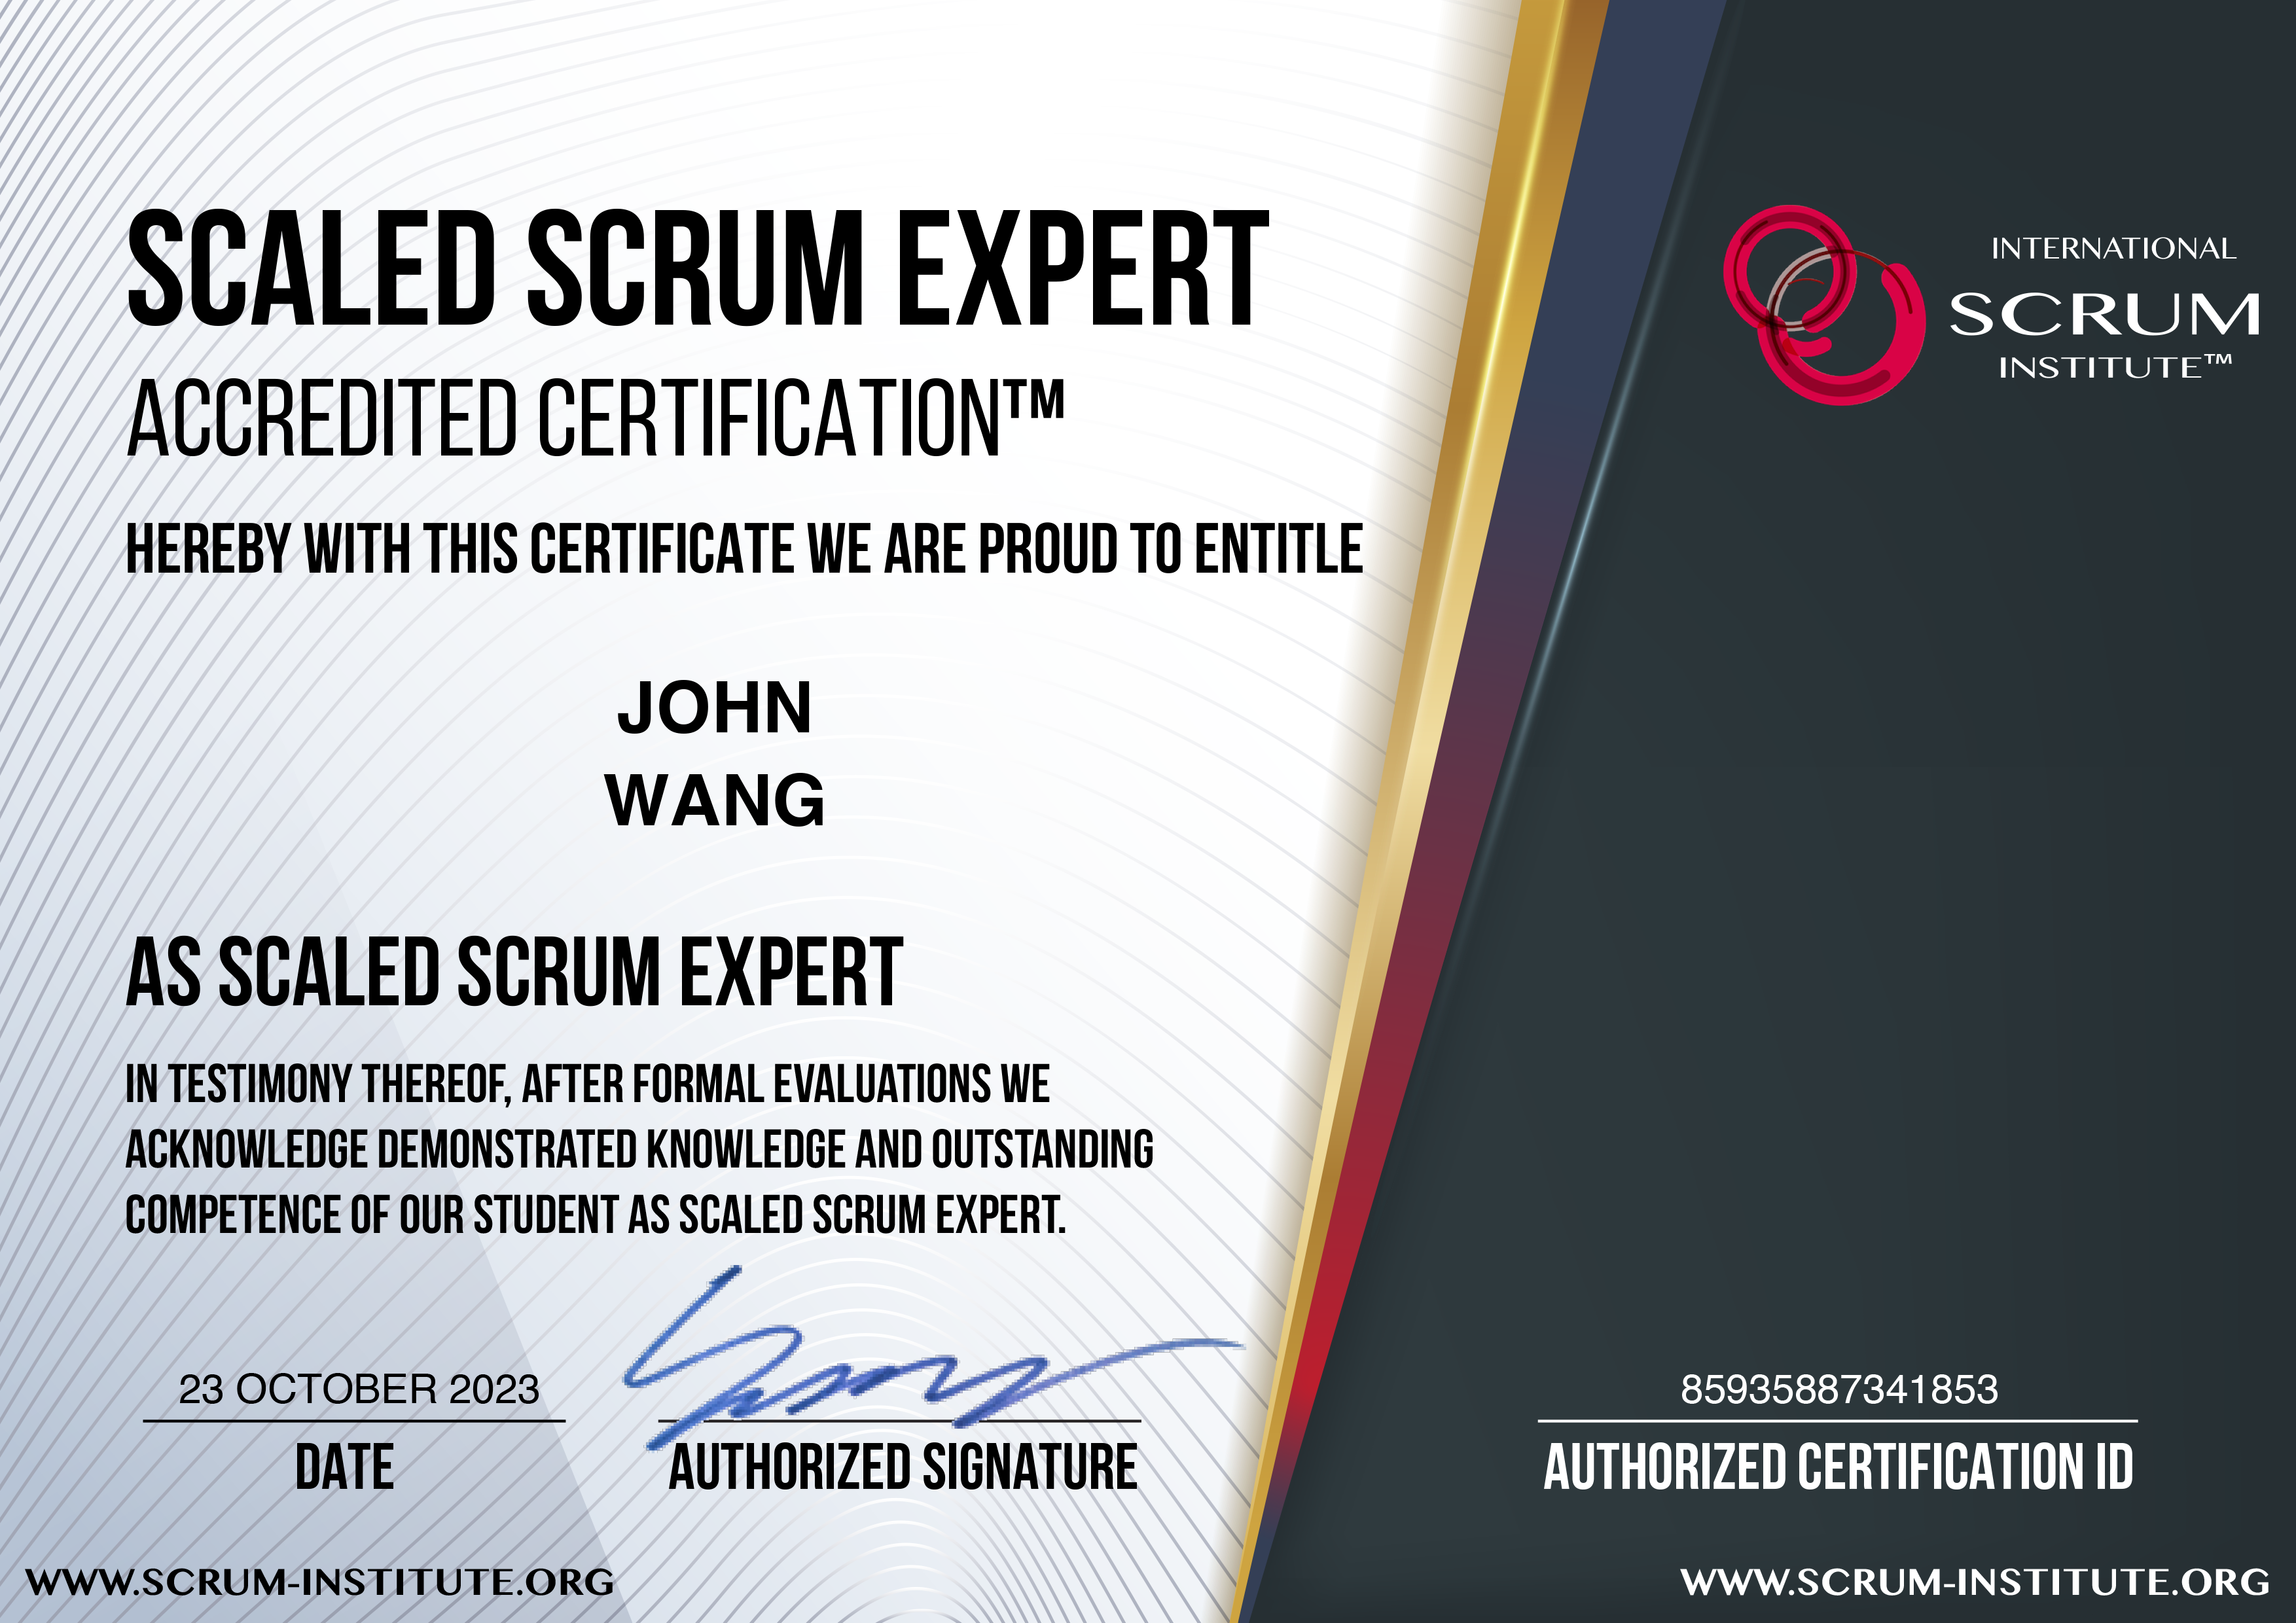 SCALED SCRUM EXPERT
ACCREDITED CERTIFICATION™
HEREBY WITH THIS CERTIFICATE WE ARE PROUD TO ENTITLE
JOHN
WANG
AS SCALED SCRUM EXPERT
IN TESTIMONY THEREOF, AFTER FORMAL EVALUATIONS WE
ACKNOWLEDGE DEMONSTRATED KNOWLEDGE AND OUTSTANDING
COMPETENCE OF OUR STUDENT AS SCALED SCRUM EXPERT.
23 OCTOBER 2023
DATE
AUTHORIZED SIGNATURE
WWW.SCRUM-INSTITUTE.ORG
INTERNATIONAL
SCRUM
INSTITUTE™
85935887341853
AUTHORIZED CERTIFICATION ID
WWW.SCRUM-INSTITUTE.ORG